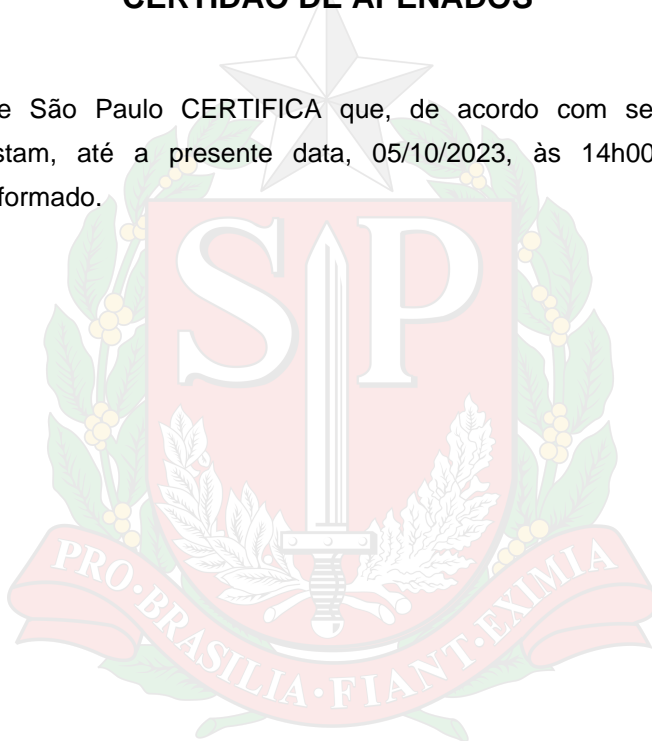 CERTIDÃO DE APENADOS
e São Paulo CERTIFICA que, de acordo com se
stam, até a presente data, 05/10/2023, às 14h00
formado.
SP
PRO·BRASILIA·FIANT·EXIMIA